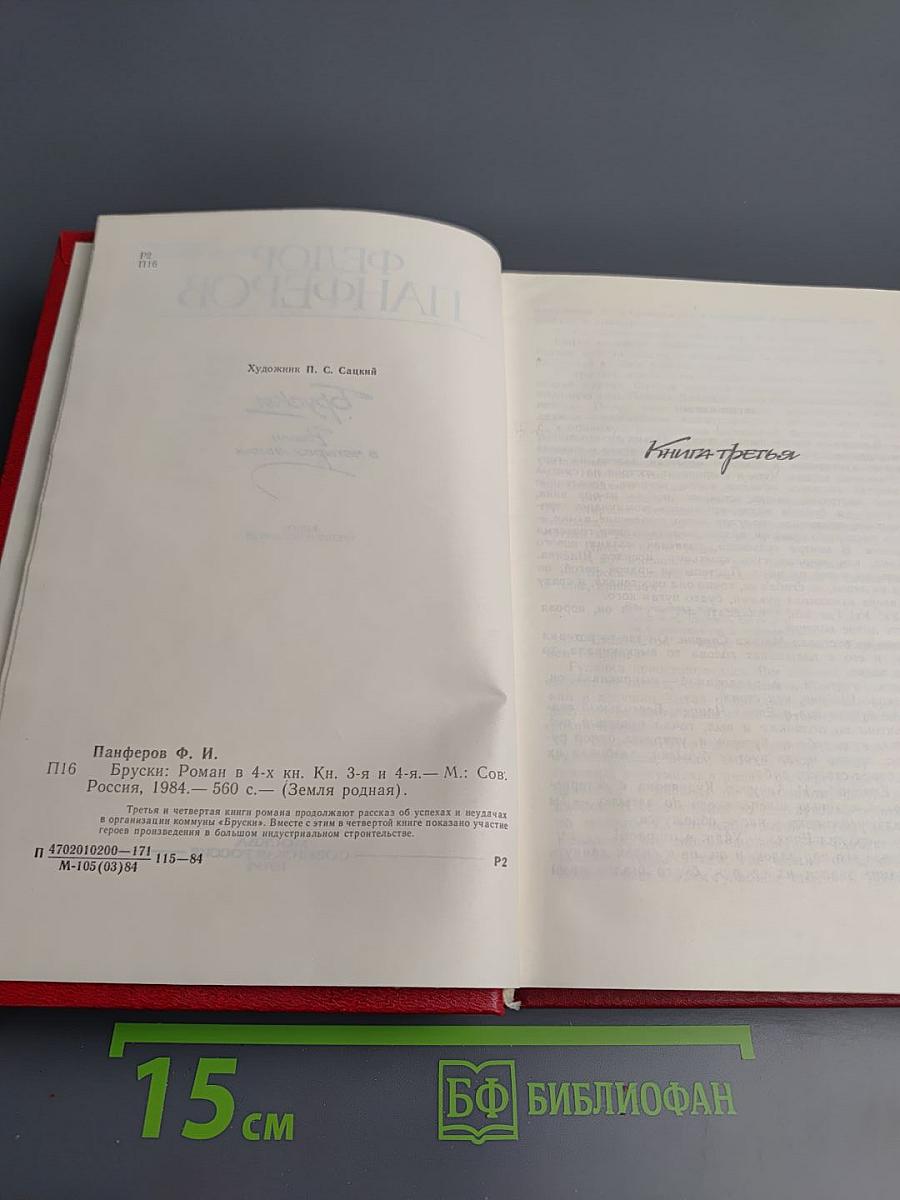 Р2
П16
Художник П. С. Сацкий
Панферов Ф. И.
П16 Бруски: Роман в 4-х кн. Кн. 3-я и 4-я.— М.: Сов.
Россия, 1984.— 560 с.— (Земля родная).
Третья и четвертая книги романа продолжают рассказ об успехах и неудачах
в организации коммуны «Бруски». Вместе с этим в четвертой книге показано участие
героев произведения в большом индустриальном строительстве.
П 4702010200—171 115—84 Р2
М-105(03)84
Книга третья
15 см
БФ БИБЛИОФАН